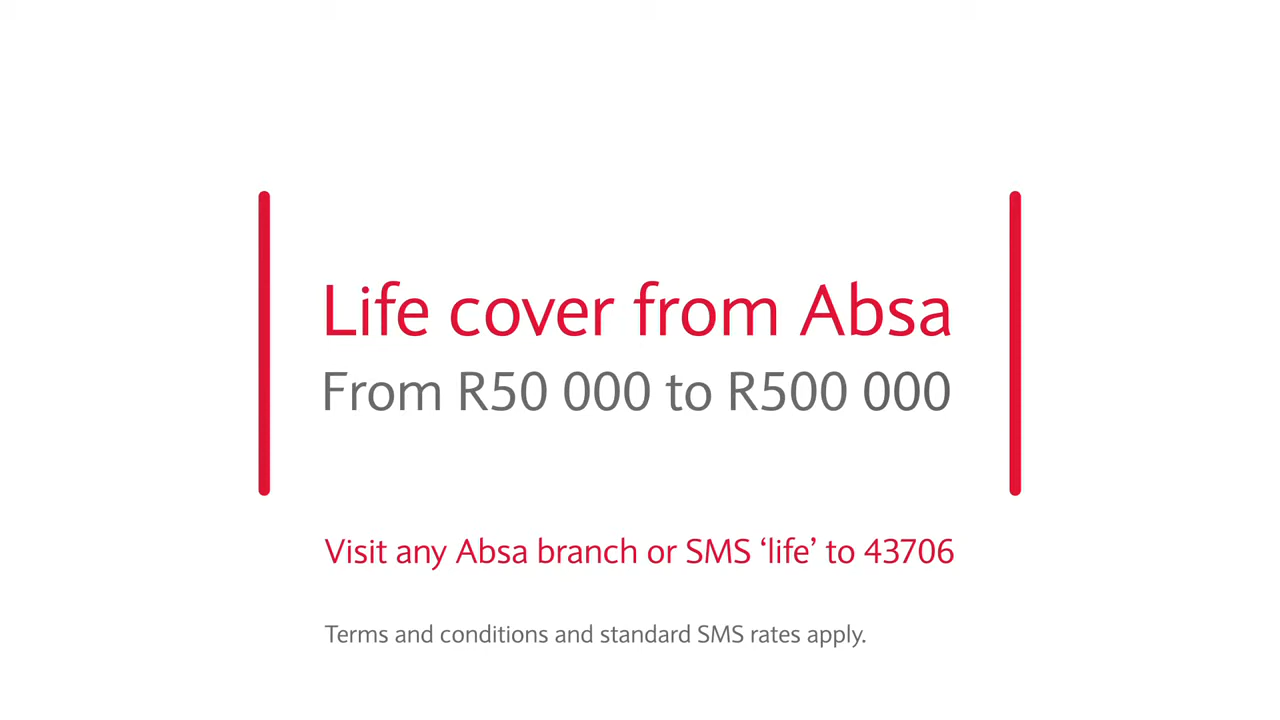 Life cover from Absa
From R50 000 to R500 000
Visit any Absa branch or SMS ‘life’ to 43706
Terms and conditions and standard SMS rates apply.